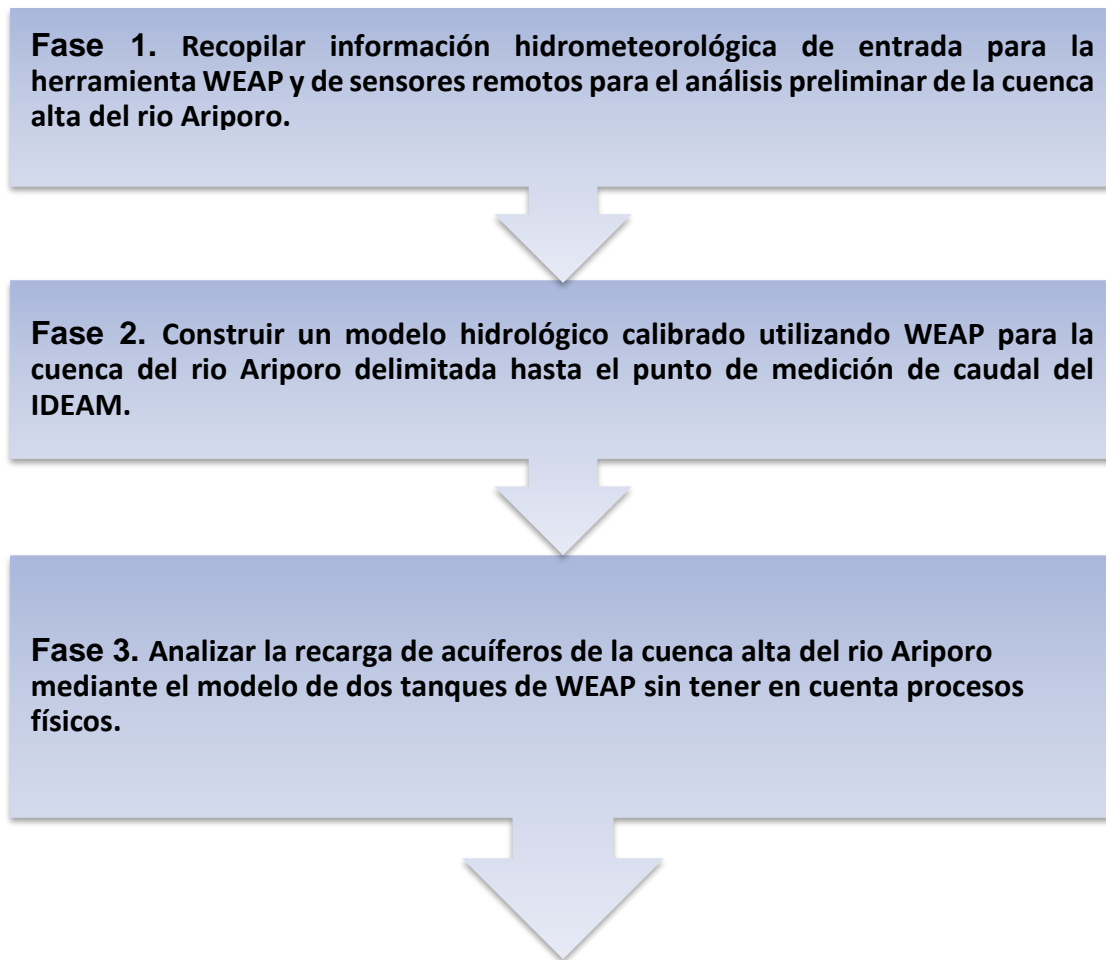 Fase 1. Recopilar información hidrometeorológica de entrada para la
herramienta WEAP y de sensores remotos para el análisis preliminar de la cuenca
alta del rio Ariporo.
Fase 2. Construir un modelo hidrológico calibrado utilizando WEAP para la
cuenca del rio Ariporo delimitada hasta el punto de medición de caudal del
IDEAM.
Fase 3. Analizar la recarga de acuíferos de la cuenca alta del rio Ariporo
mediante el modelo de dos tanques de WEAP sin tener en cuenta procesos
físicos.